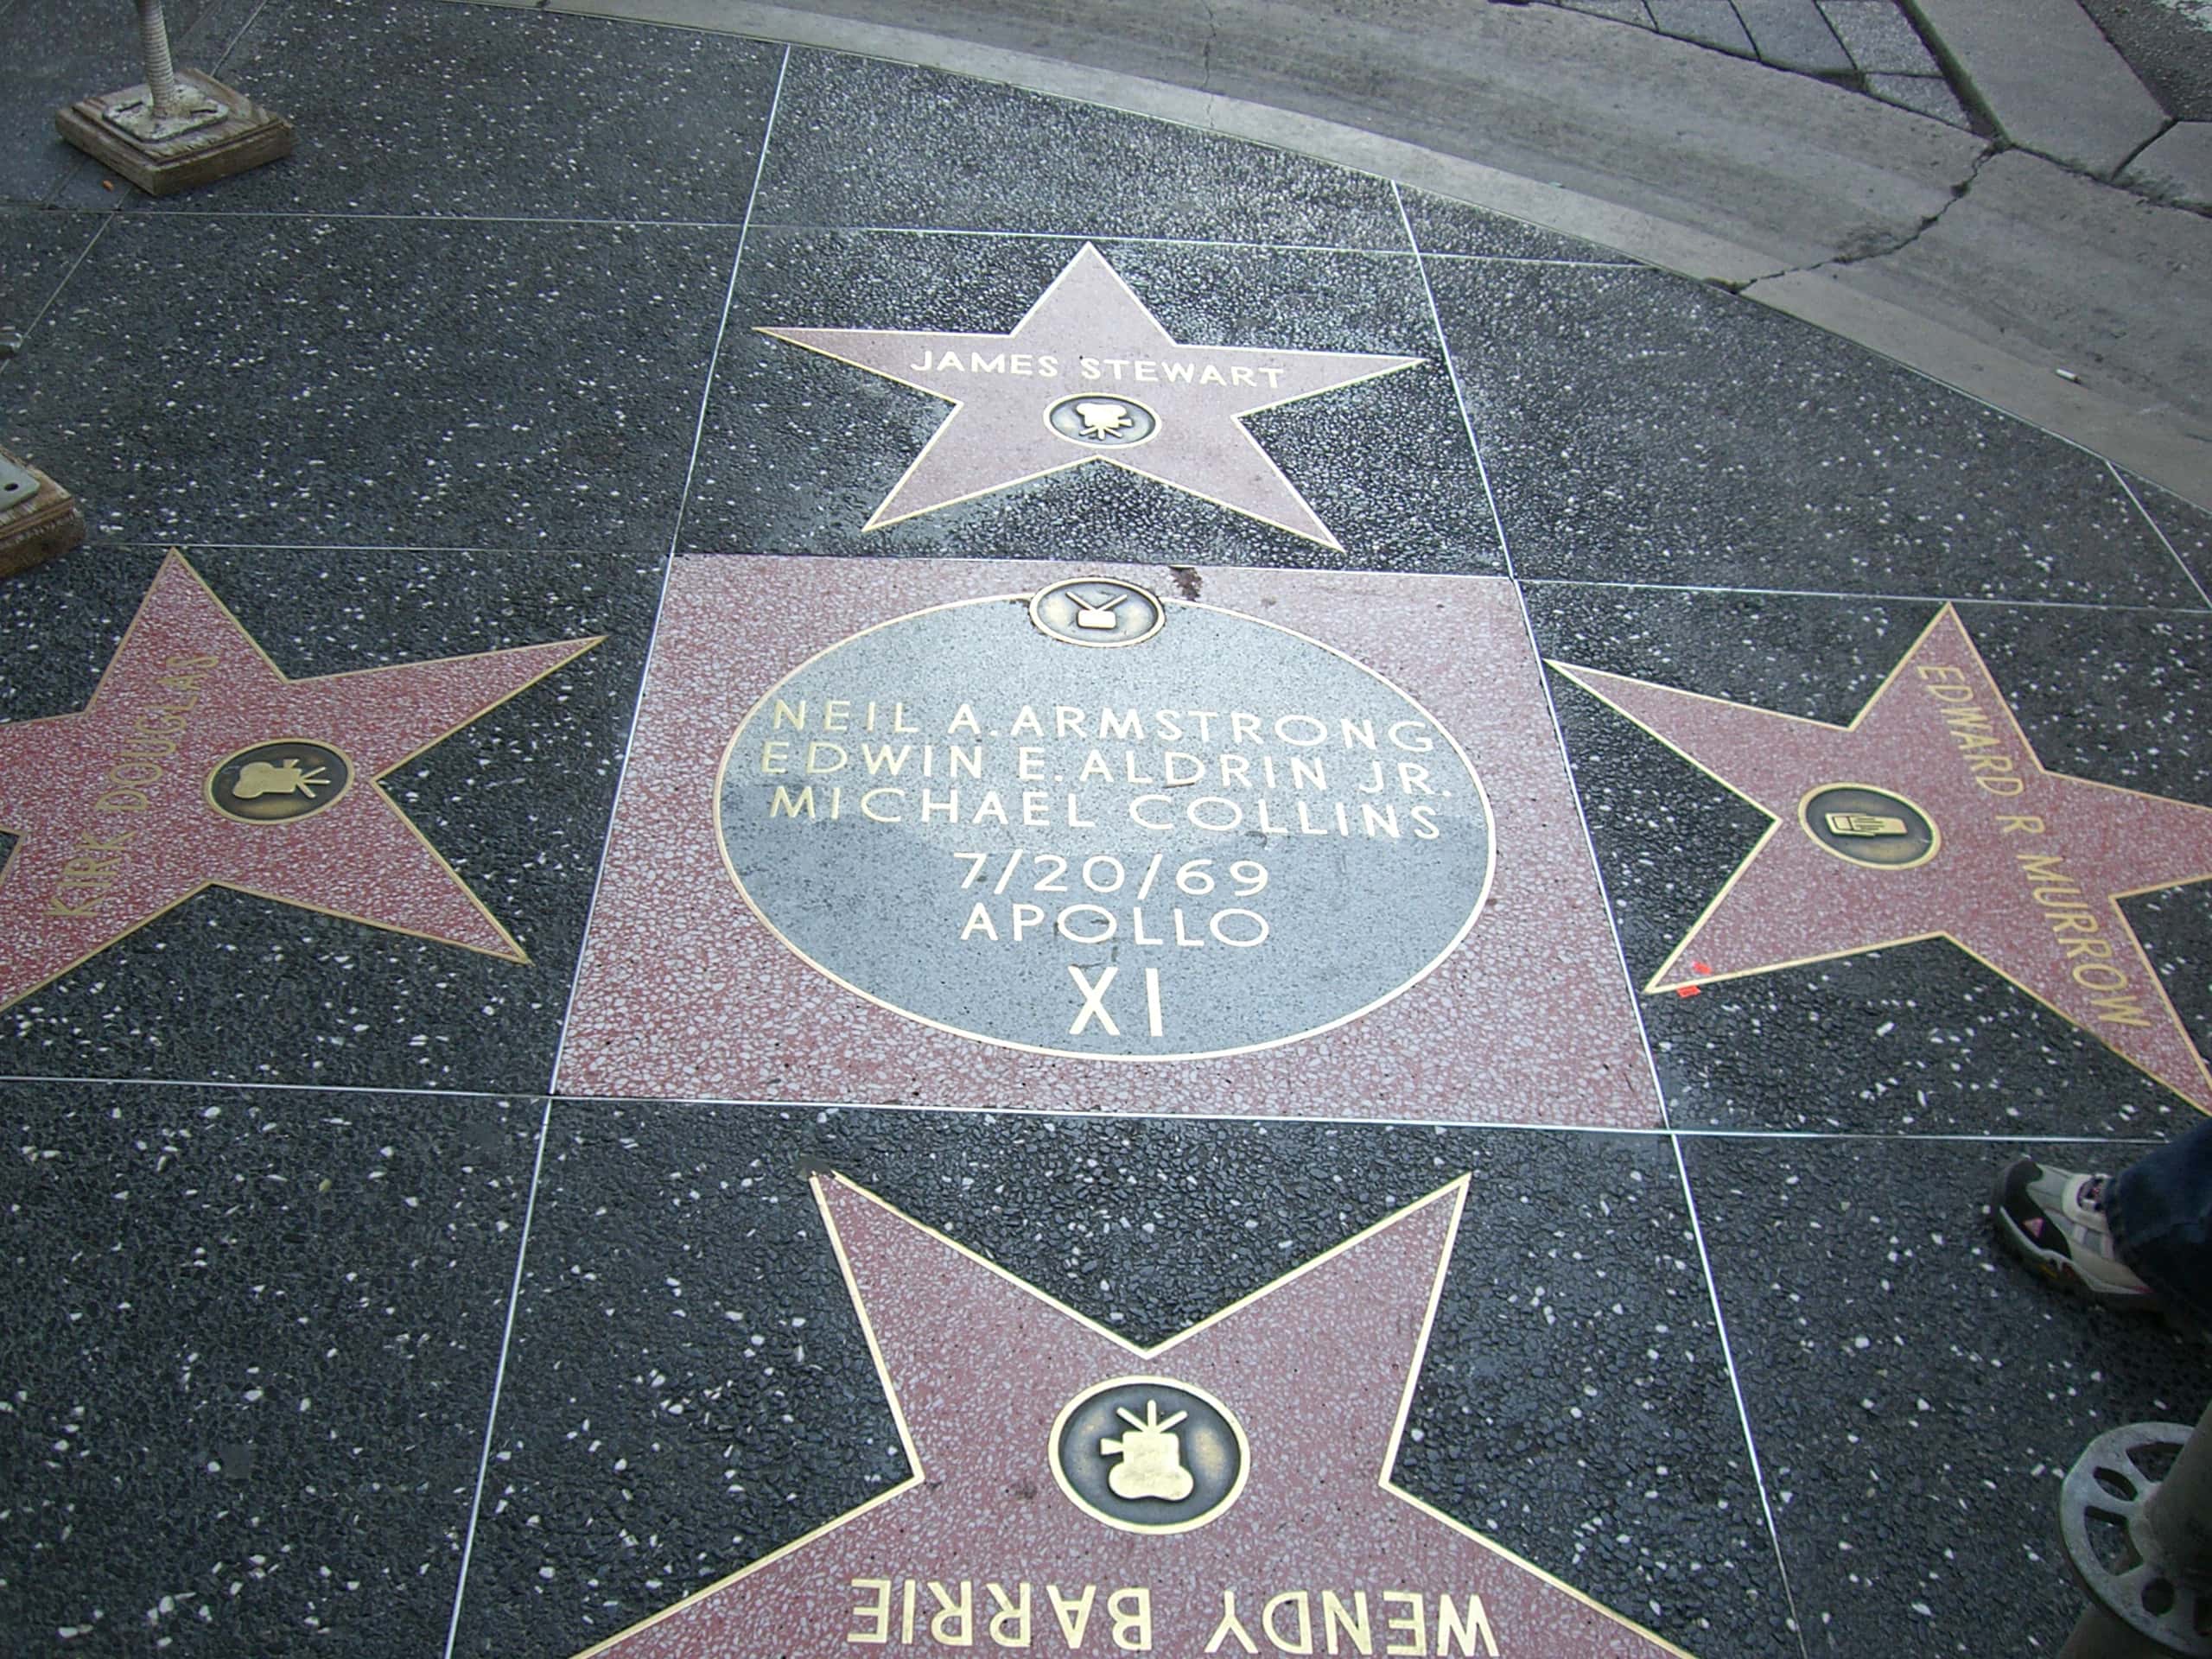 JAMES STEWART
KIRK DOUGLAS
NEIL A. ARMSTRONG
EDWIN E. ALDRIN JR.
MICHAEL COLLINS
7/20/69
APOLLO
XI
EDWARD R MURROW
WENDY BARRIE